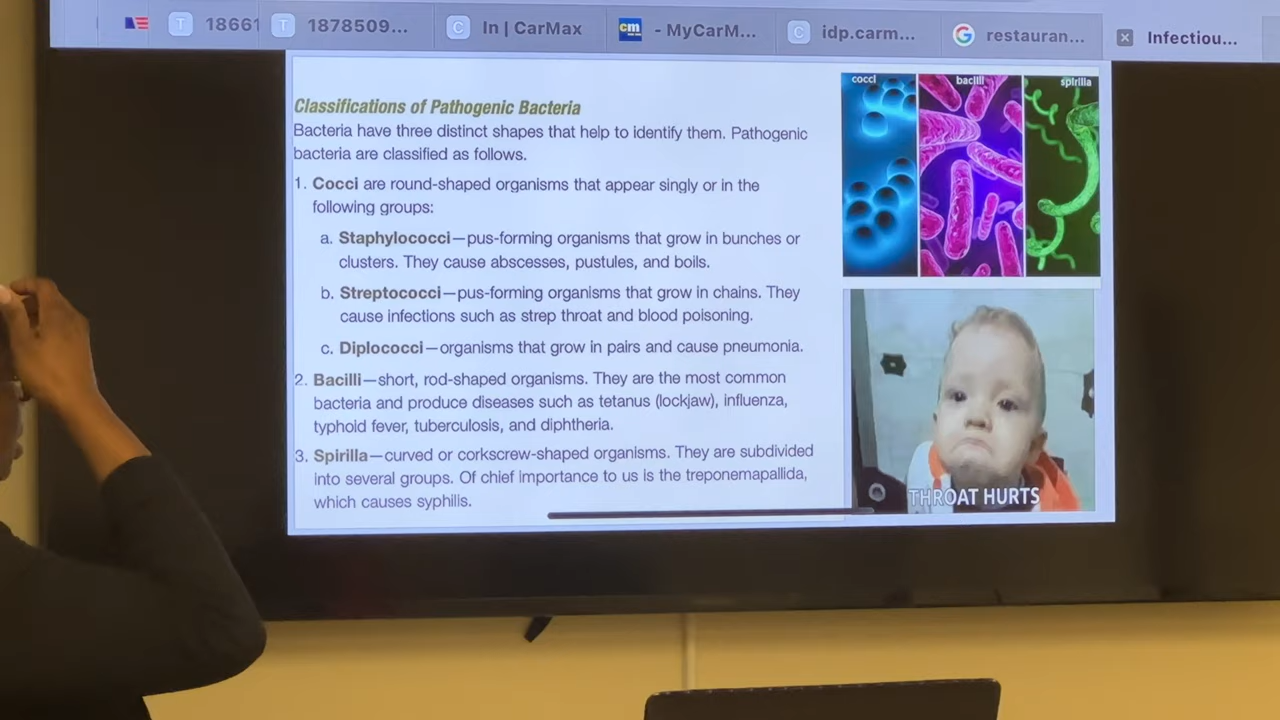 18661
1878509...
In | CarMax
cm
- MyCarM...
idp.carm...
restauran...
Infectiou...
Classifications of Pathogenic Bacteria
Bacteria have three distinct shapes that help to identify them. Pathogenic
bacteria are classified as follows.
1. Cocci are round-shaped organisms that appear singly or in the
following groups:
a. Staphylococci—pus-forming organisms that grow in bunches or
clusters. They cause abscesses, pustules, and boils.
b. Streptococci—pus-forming organisms that grow in chains. They
cause infections such as strep throat and blood poisoning.
c. Diplococci—organisms that grow in pairs and cause pneumonia.
2. Bacilli—short, rod-shaped organisms. They are the most common
bacteria and produce diseases such as tetanus (lockjaw), influenza,
typhoid fever, tuberculosis, and diphtheria.
3. Spirilla—curved or corkscrew-shaped organisms. They are subdivided
into several groups. Of chief importance to us is the treponemapallida,
which causes syphilis.
cocci
bacilli
spirilla
THROAT HURTS